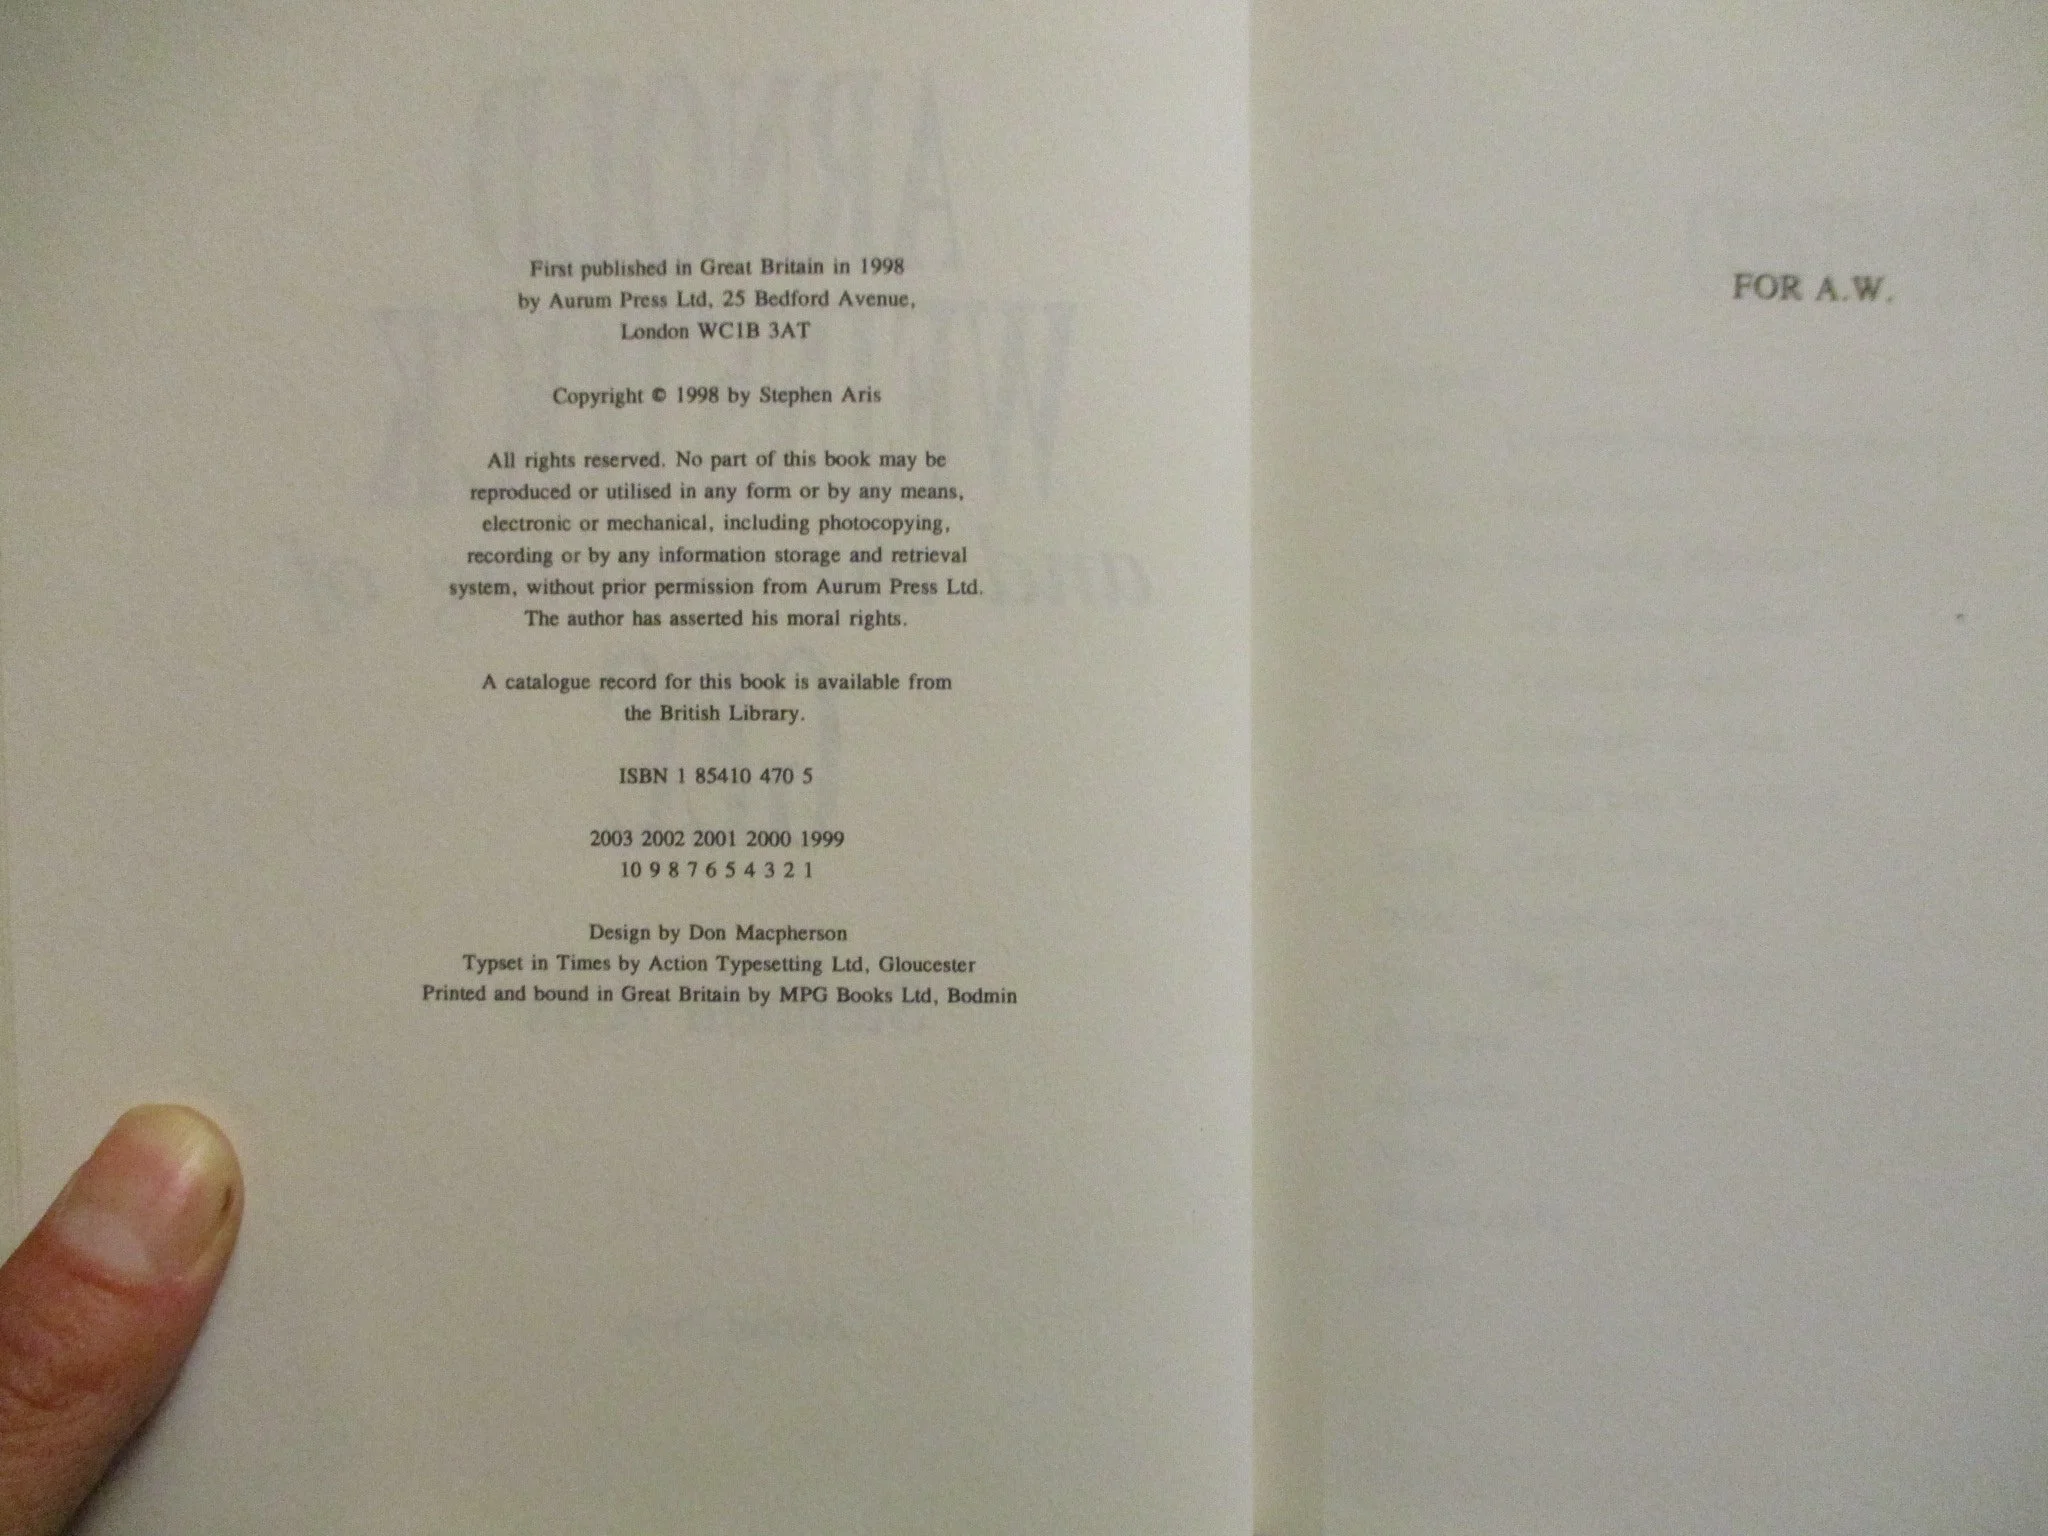 First published in Great Britain in 1998
by Aurum Press Ltd, 25 Bedford Avenue,
London WC1B 3AT
Copyright © 1998 by Stephen Aris
All rights reserved. No part of this book may be
reproduced or utilised in any form or by any means,
electronic or mechanical, including photocopying,
recording or by any information storage and retrieval
system, without prior permission from Aurum Press Ltd.
The author has asserted his moral rights.
A catalogue record for this book is available from
the British Library.
ISBN 1 85410 470 5
2003 2002 2001 2000 1999
10 9 8 7 6 5 4 3 2 1
Design by Don Macpherson
Typset in Times by Action Typesetting Ltd, Gloucester
Printed and bound in Great Britain by MPG Books Ltd, Bodmin
FOR A.W.